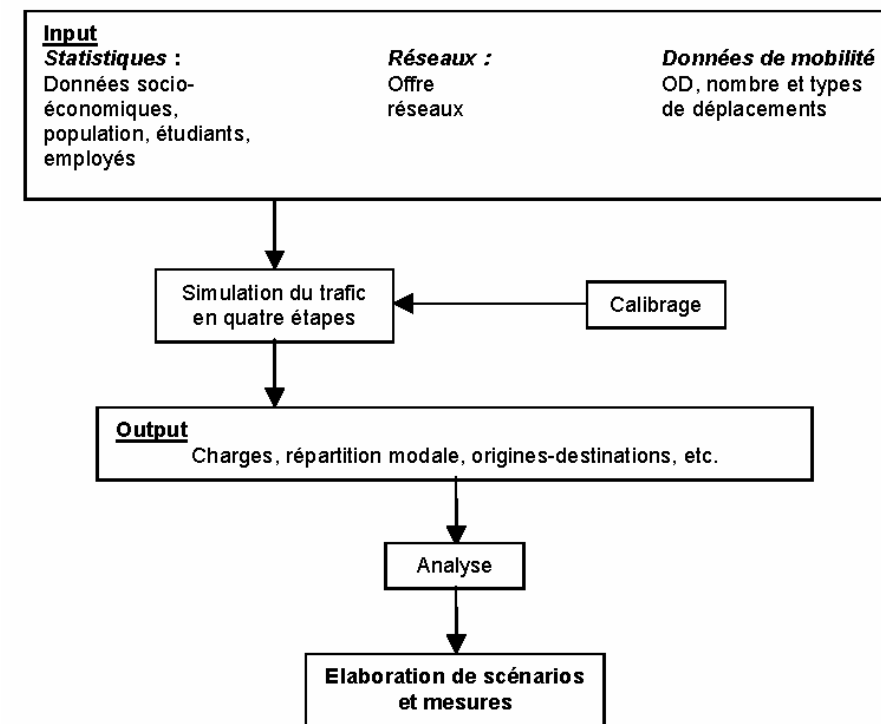 Input
Statistiques :
Données socio-
économiques,
population, étudiants,
employés
Réseaux :
Offre
réseaux
Données de mobilité
OD, nombre et types
de déplacements
Simulation du trafic
en quatre étapes
Calibrage
Output
Charges, répartition modale, origines-destinations, etc.
Analyse
Elaboration de scénarios
et mesures